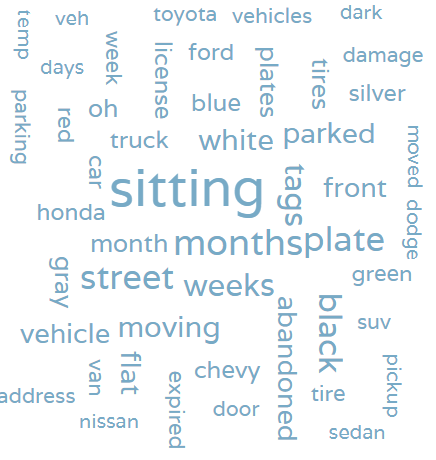 temp
veh
toyota
vehicles
dark
days
week
license
ford
plates
tires
damage
silver
parking
red
oh
blue
truck
white
parked
moved
car
sitting
tags
front
honda
dodge
month
months
plate
gray
street
weeks
green
vehicle
moving
abandoned
black
suv
van
flat
chevy
pickup
address
expired
door
tire
nissan
sedan